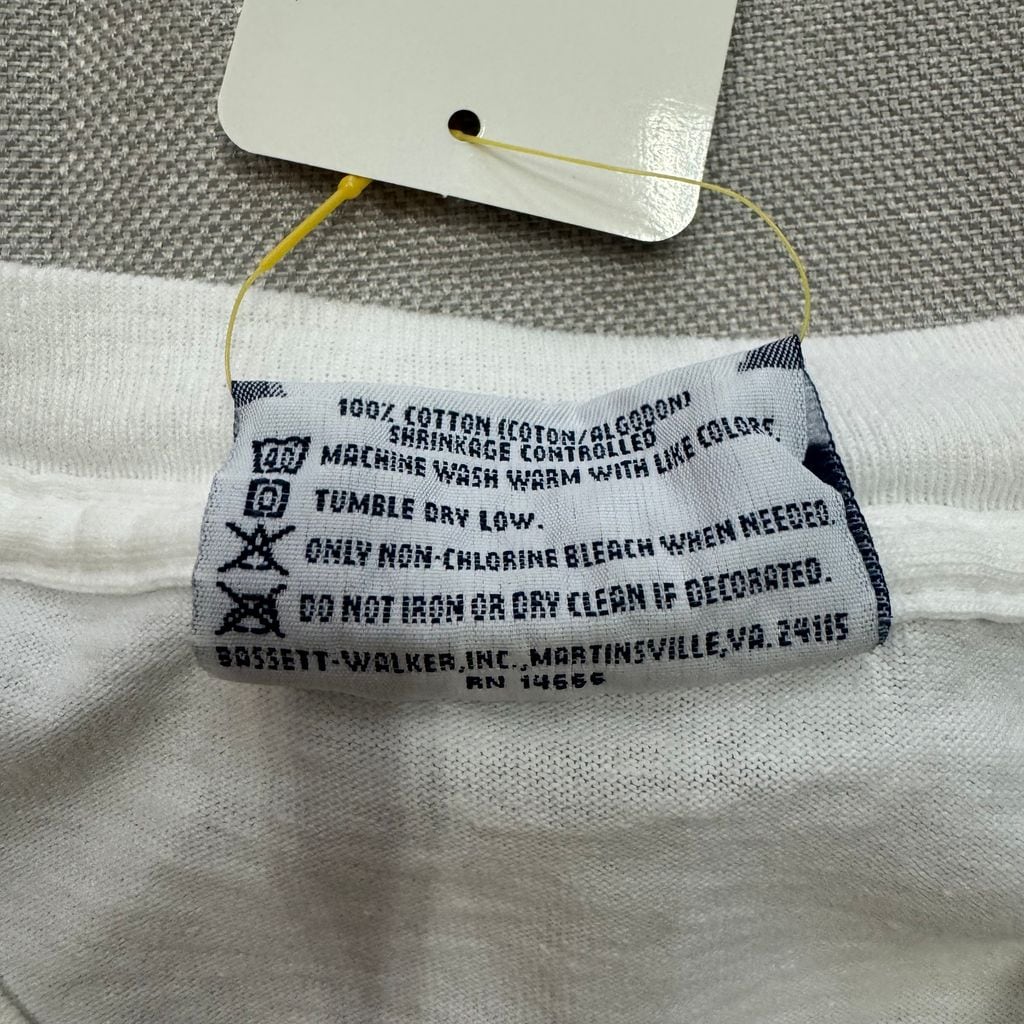 100% COTTON (COTON/ALGODON)
SHRINKAGE CONTROLLED
MACHINE WASH WARM WITH LIKE COLORS.
TUMBLE DRY LOW.
ONLY NON-CHLORINE BLEACH WHEN NEEDED.
DO NOT IRON OR DRY CLEAN IF DECORATED.
BASSETT-WALKER,INC.,MARTINSVILLE,VA. 24115
RN 14666